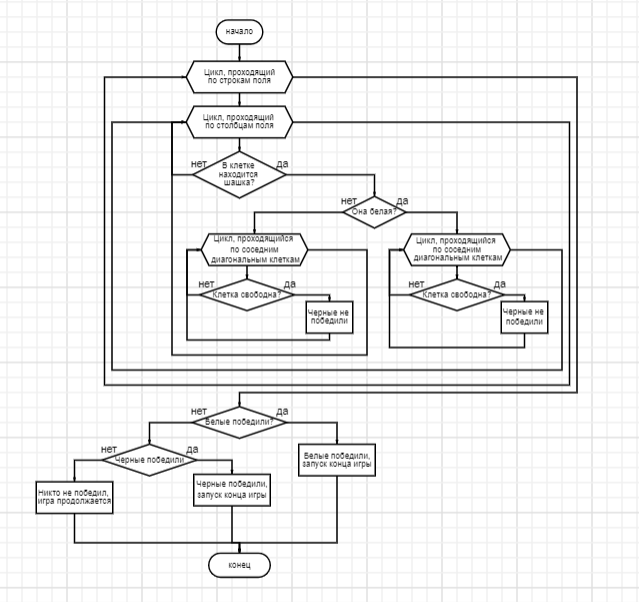 начало
Цикл, проходящий
по строкам поля
Цикл, проходящий
по столбцам поля
нет
да
В клетке
находится
шашка?
нет
да
Она белая?
Цикл, проходящийся
по соседним
диагональным клеткам
Цикл, проходящийся
по соседним
диагональным клеткам
нет
да
Клетка свободна?
нет
да
Клетка свободна?
Черные не
победили
Черные не
победили
нет
да
Белые победили?
нет
да
Черные победили
Белые победили,
запуск конца игры
Никто не победил,
игра продолжается
Черные победили,
запуск конца игры
конец